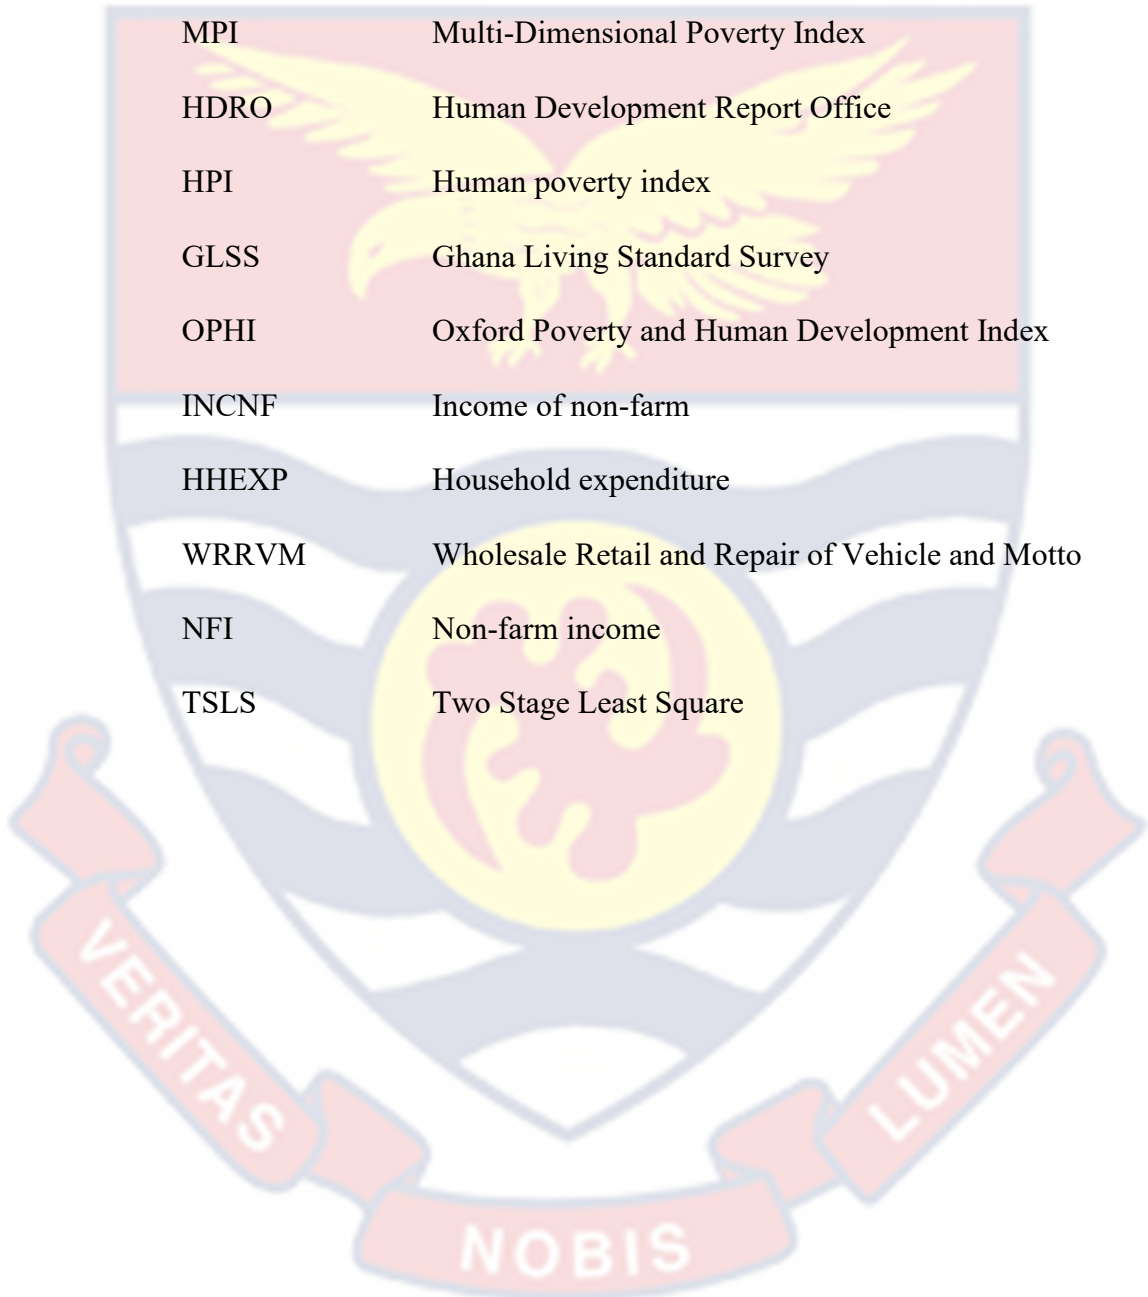 MPI Multi-Dimensional Poverty Index
HDRO Human Development Report Office
HPI Human poverty index
GLSS Ghana Living Standard Survey
OPHI Oxford Poverty and Human Development Index
INCNF Income of non-farm
HHEXP Household expenditure
WRRVM Wholesale Retail and Repair of Vehicle and Motto
NFI Non-farm income
TSLS Two Stage Least Square
VERITAS
NOBIS
LUMEN